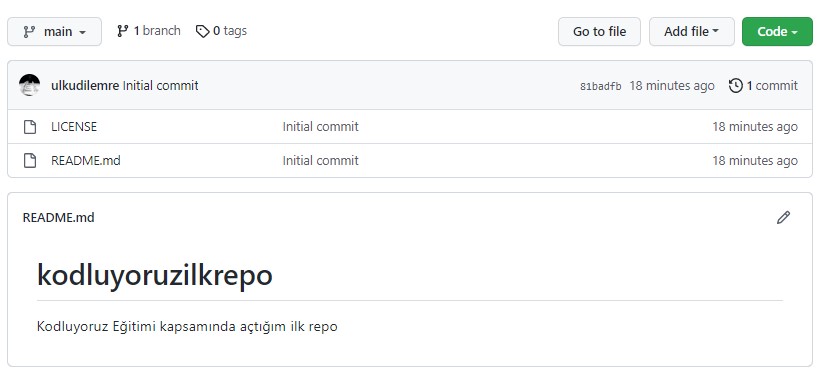 main 1 branch 0 tags Go to file Add file Code
ulkudilemre Initial commit 81badfb 18 minutes ago 1 commit
LICENSE Initial commit 18 minutes ago
README.md Initial commit 18 minutes ago
README.md
kodluyoruzilkrepo
Kodluyoruz Eğitimi kapsamında açtığım ilk repo